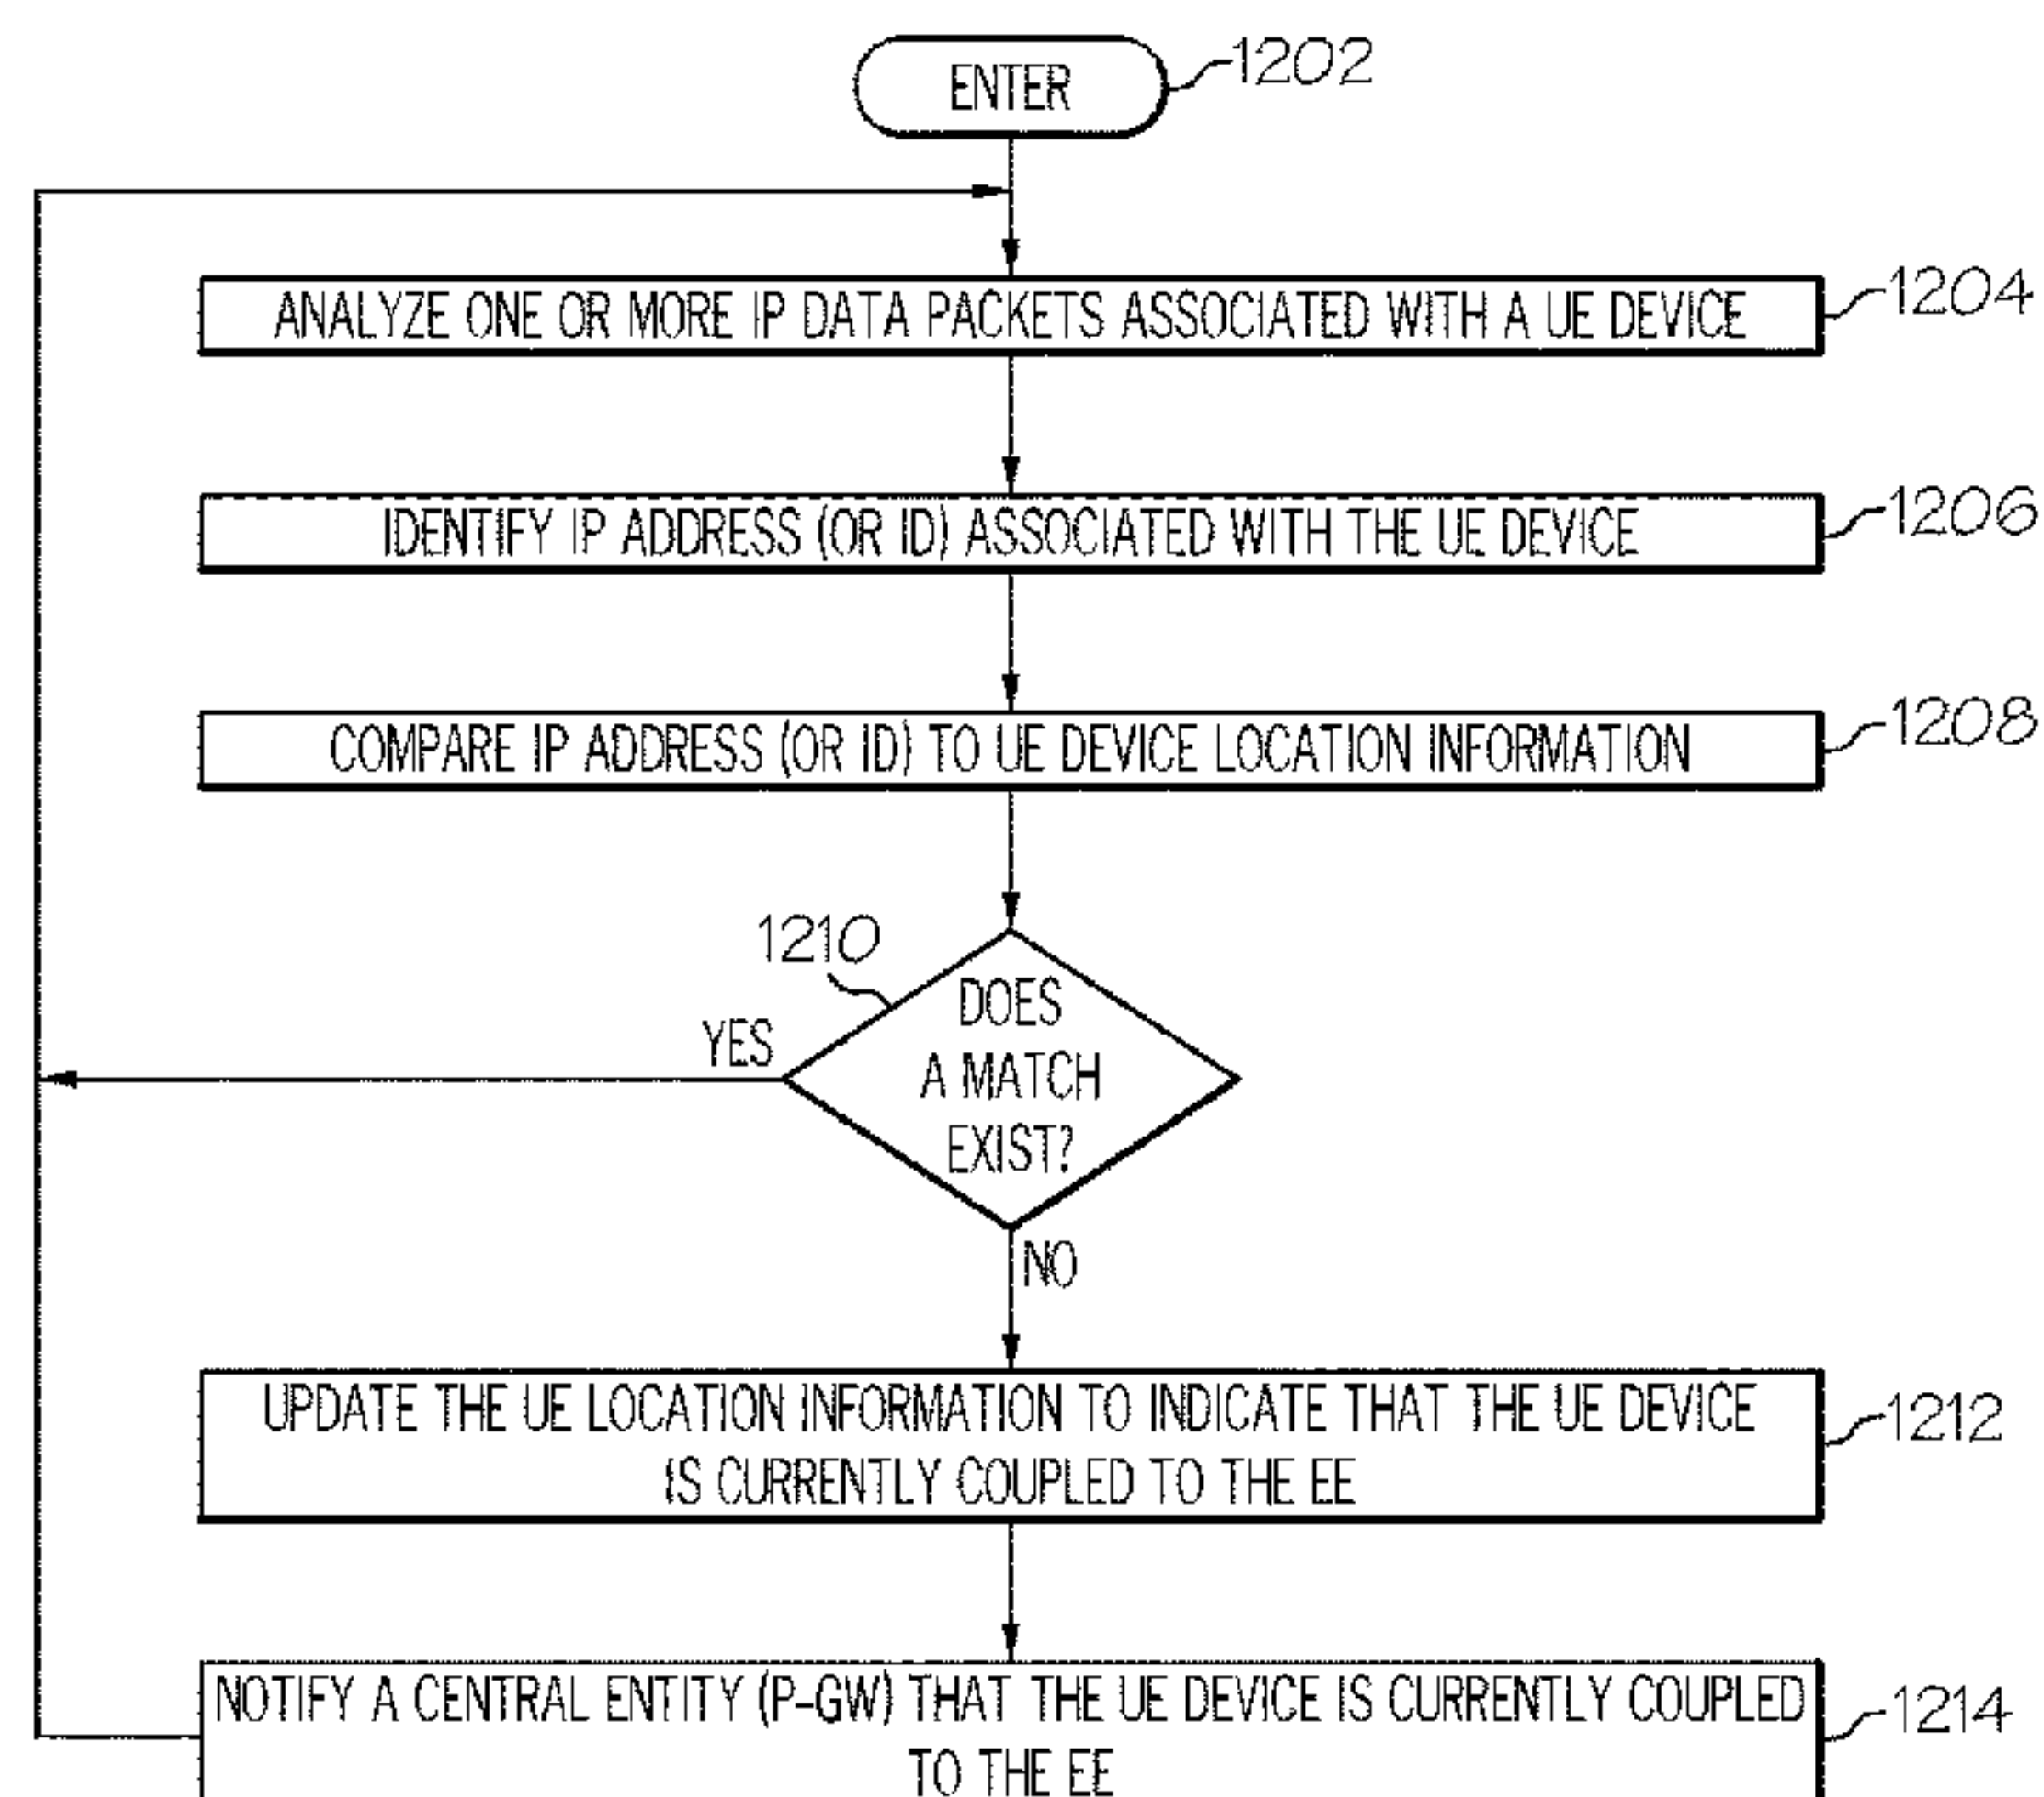 ENTER
1202
ANALYZE ONE OR MORE IP DATA PACKETS ASSOCIATED WITH A UE DEVICE
1204
IDENTIFY IP ADDRESS (OR ID) ASSOCIATED WITH THE UE DEVICE
1206
COMPARE IP ADDRESS (OR ID) TO UE DEVICE LOCATION INFORMATION
1208
1210
DOES
A MATCH
EXIST?
YES
NO
UPDATE THE UE LOCATION INFORMATION TO INDICATE THAT THE UE DEVICE
IS CURRENTLY COUPLED TO THE EE
1212
NOTIFY A CENTRAL ENTITY (P-GW) THAT THE UE DEVICE IS CURRENTLY COUPLED
TO THE EE
1214